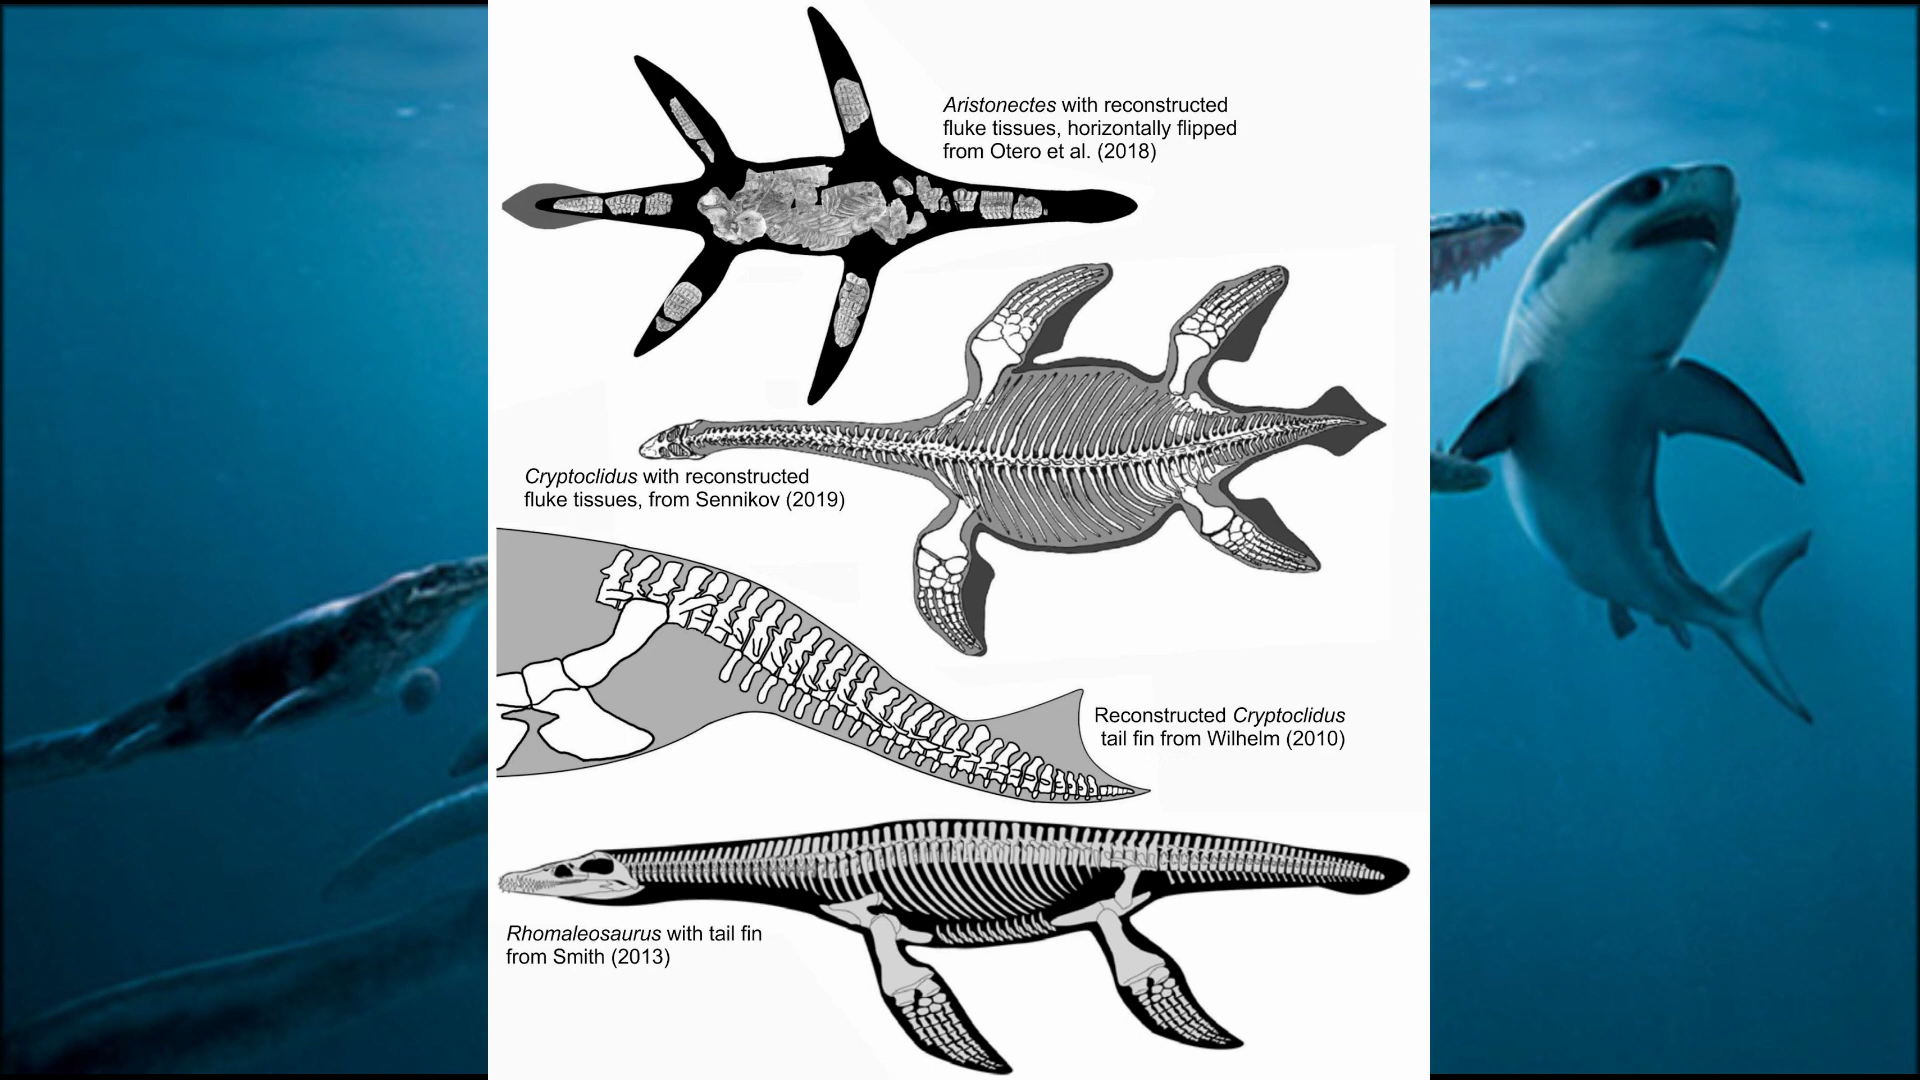 Aristonectes with reconstructed
fluke tissues, horizontally flipped
from Otero et al. (2018)
Cryptoclidus with reconstructed
fluke tissues, from Sennikov (2019)
Reconstructed Cryptoclidus
tail fin from Wilhelm (2010)
Rhomaleosaurus with tail fin
from Smith (2013)